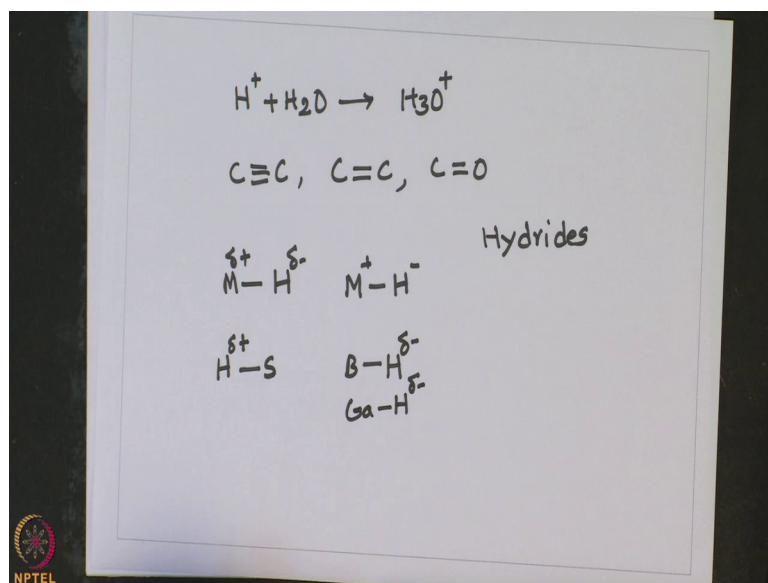 H⁺ + H2O → H3O⁺
C≡C, C=C, C=O
Hydrides
δ+ δ-
M–H M⁺–H⁻
δ+ δ-
H–S B–H
δ-
Ga–H
NPTEL